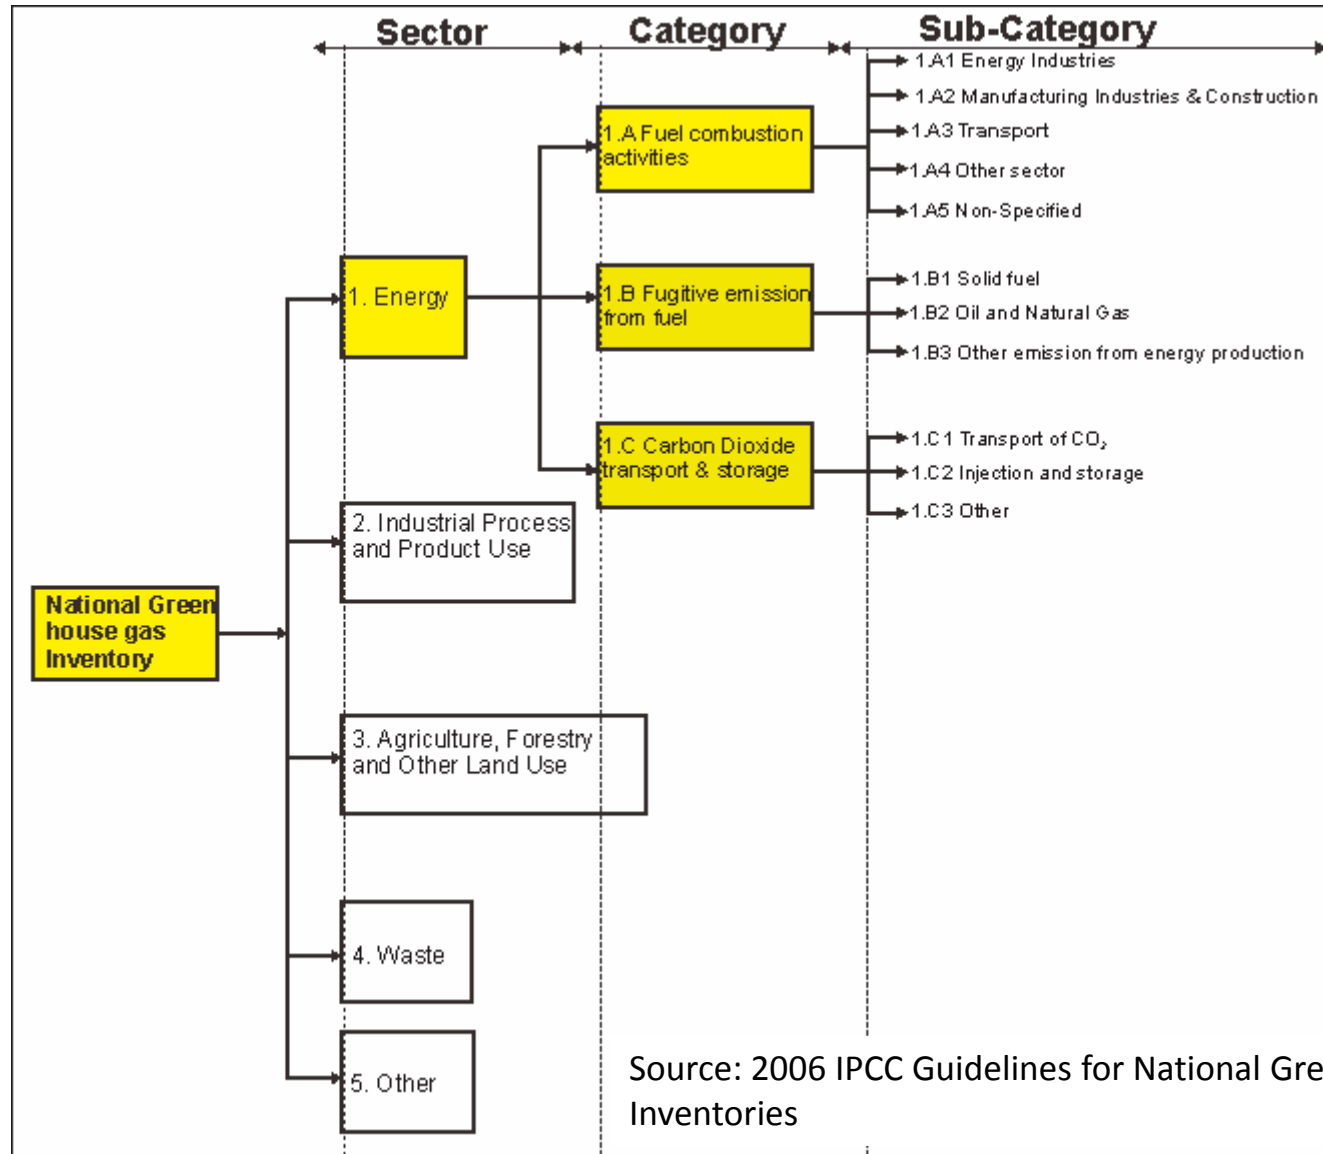 Sector
Category
Sub-Category
1.A1 Energy Industries
1.A2 Manufacturing Industries & Construction
1.A Fuel combustion
activities
1.A3 Transport
1.A4 Other sector
1.A5 Non-Specified
1. Energy
1.B Fugitive emission
from fuel
1.B1 Solid fuel
1.B2 Oil and Natural Gas
1.B3 Other emission from energy production
1.C Carbon Dioxide
transport & storage
1.C1 Transport of CO₂
1.C2 Injection and storage
1.C3 Other
2. Industrial Process
and Product Use
National Green
house gas
Inventory
3. Agriculture, Forestry
and Other Land Use
4. Waste
5. Other
Source: 2006 IPCC Guidelines for National Gre
Inventories